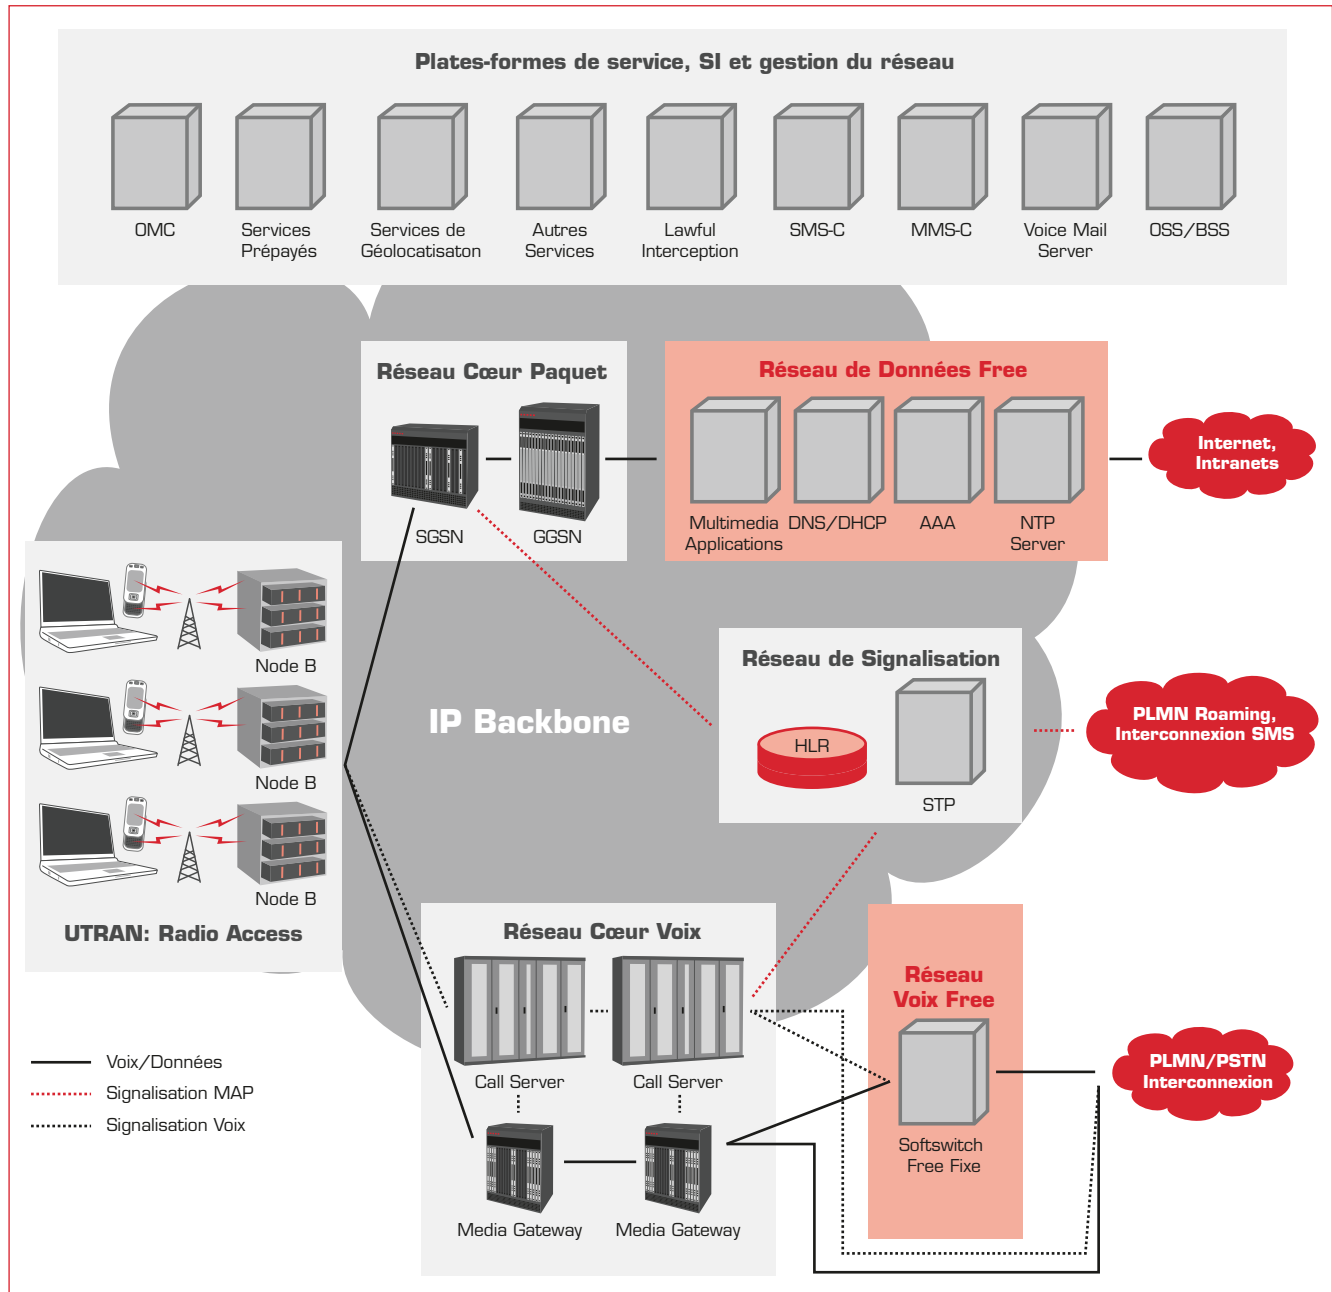 Plates-formes de service, SI et gestion du réseau
OMC
Services
Prépayés
Services de
Géolocatisaton
Autres
Services
Lawful
Interception
SMS-C
MMS-C
Voice Mail
Server
OSS/BSS
Réseau Cœur Paquet
SGSN
GGSN
Réseau de Données Free
Multimedia
Applications
DNS/DHCP
AAA
NTP
Server
Internet,
Intranets
Node B
Node B
Node B
UTRAN: Radio Access
IP Backbone
Réseau de Signalisation
HLR
STP
PLMN Roaming,
Interconnexion SMS
Réseau Cœur Voix
Call Server
Call Server
Media Gateway
Media Gateway
Réseau
Voix Free
Softswitch
Free Fixe
PLMN/PSTN
Interconnexion
Voix/Données
Signalisation MAP
Signalisation Voix